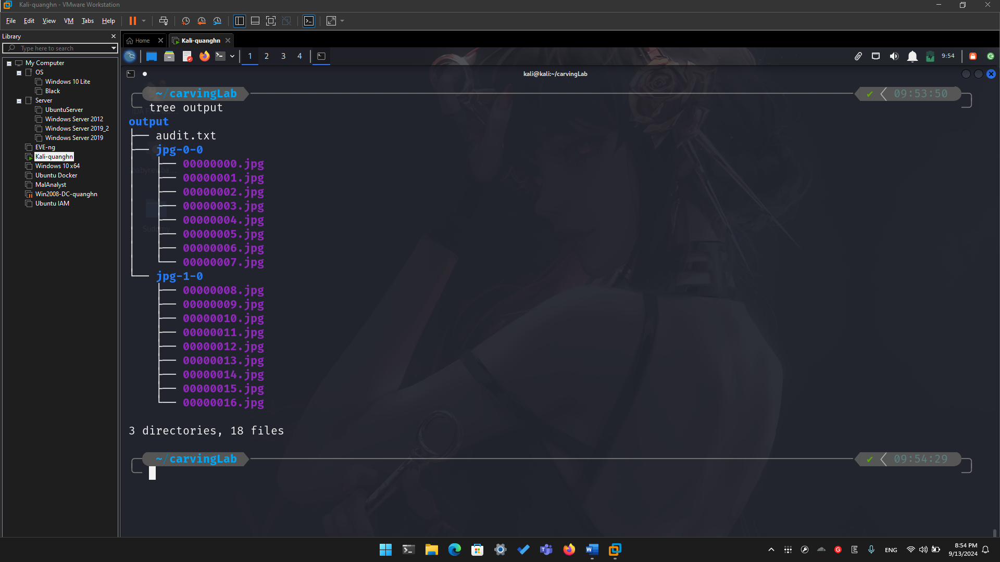 Kali-quanghn - VMware Workstation
File Edit View VM Tabs Help
Library
Type here to search
My Computer
OS
Windows 10 Lite
Black
Server
UbuntuServer
Windows Server 2012
Windows Server 2019_2
Windows Server 2019
EVE-ng
Kali-quanghn
Windows 10 x64
Ubuntu Docker
MalAnalyst
Win2008-DC-quanghn
Ubuntu IAM
Home Kali-quanghn
1 2 3 4 9:54
kali@kali:~/carvingLab
~/carvingLab 09:53:50
tree output
output
audit.txt
jpg-0-0
00000000.jpg
00000001.jpg
00000002.jpg
00000003.jpg
00000004.jpg
00000005.jpg
00000006.jpg
00000007.jpg
jpg-1-0
00000008.jpg
00000009.jpg
00000010.jpg
00000011.jpg
00000012.jpg
00000013.jpg
00000014.jpg
00000015.jpg
00000016.jpg
3 directories, 18 files
~/carvingLab 09:54:29
ENG
8:54 PM
9/13/2024